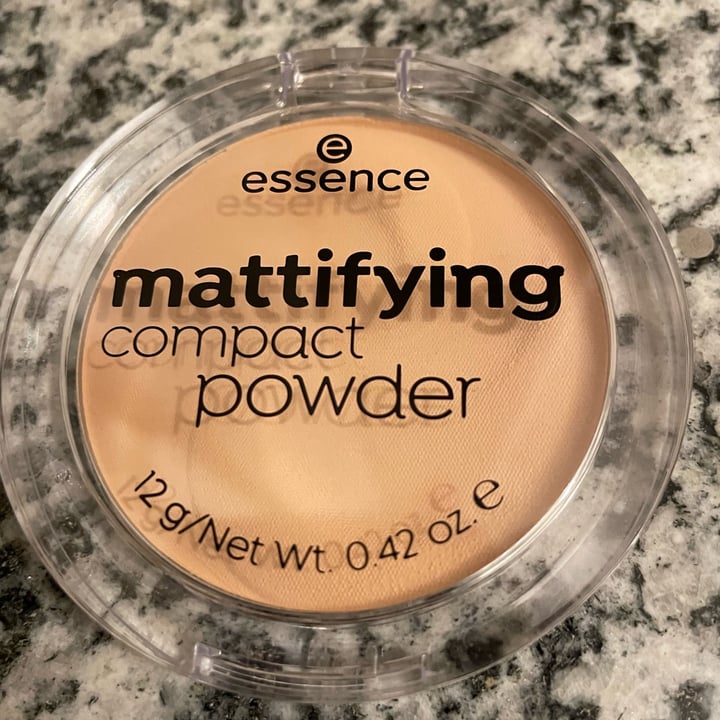 e
essence
mattifying
compact
powder
12 g/Net Wt. 0.42 oz. e